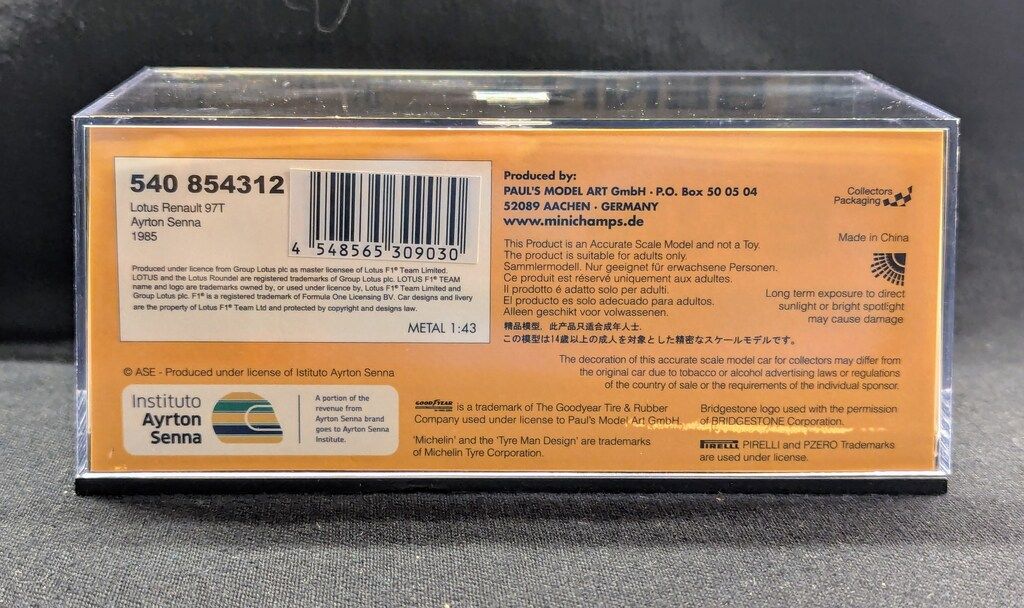 540 854312
Lotus Renault 97T
Ayrton Senna
1985
4 548565 309030
Produced under licence from Group Lotus plc as master licensee of Lotus F1® Team Limited.
LOTUS and the Lotus Roundel are registered trademarks of Group Lotus plc. LOTUS F1® TEAM
name and logo are trademarks owned by, or used under licence by, Lotus F1® Team Limited and
Group Lotus plc. F1® is a registered trademark of Formula One Licensing BV. Car designs and livery
are the property of Lotus F1® Team Ltd and protected by copyright and designs law.
METAL 1:43
© ASE - Produced under license of Istituto Ayrton Senna
Instituto
Ayrton
Senna
A portion of the
revenue from
Ayrton Senna brand
goes to Ayrton Senna
Institute.
Produced by:
PAUL'S MODEL ART GmbH · P.O. Box 50 05 04
52089 AACHEN · GERMANY
www.minichamps.de
This Product is an Accurate Scale Model and not a Toy.
The product is suitable for adults only.
Sammlermodell. Nur geeignet für erwachsene Personen.
Ce produit est réservé uniquement aux adultes.
Il prodotto é adatto solo per adulti.
El producto es solo adecuado para adultos.
Alleen geschikt voor volwassenen.
精品模型，此产品只适合成年人士.
この模型は14歳以上の成人を対象とした精密なスケールモデルです。
Collectors
Packaging
Made in China
Long term exposure to direct
sunlight or bright spotlight
may cause damage
The decoration of this accurate scale model car for collectors may differ from
the original car due to tobacco or alcohol advertising laws or regulations
of the country of sale or the requirements of the individual sponsor.
GOODYEAR is a trademark of The Goodyear Tire & Rubber
Company used under license to Paul's Model Art GmbH.
'Michelin' and the 'Tyre Man Design' are trademarks
of Michelin Tyre Corporation.
Bridgestone logo used with the permission
of BRIDGESTONE Corporation.
PIRELLI PIRELLI and PZERO Trademarks
are used under license.